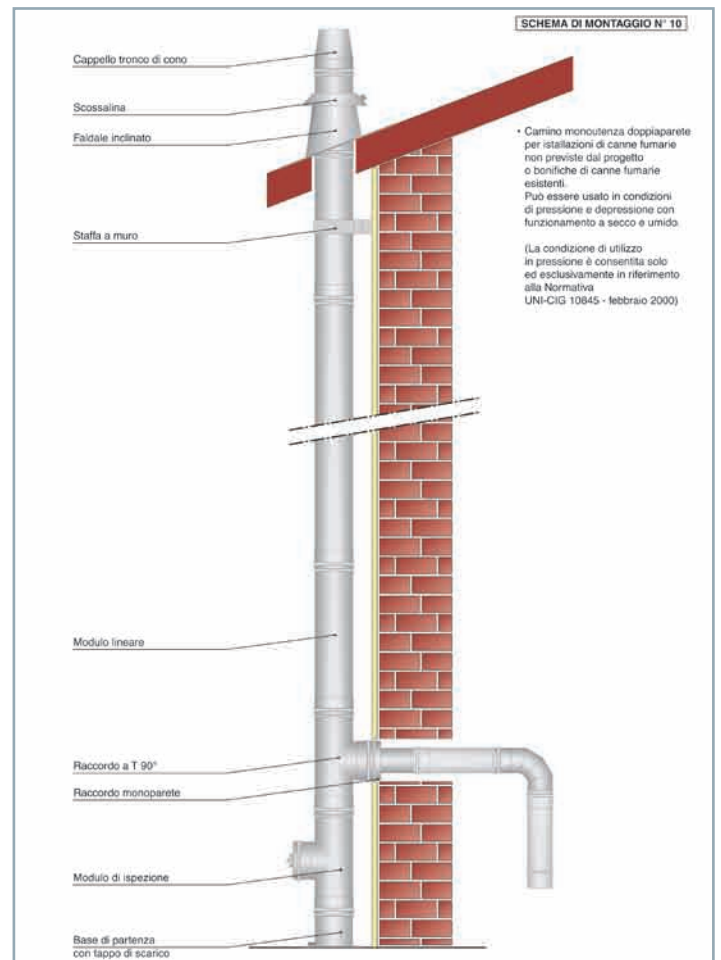 SCHEMA DI MONTAGGIO N° 10
Cappello tronco di cono
Scossalina
Faldale inclinato
• Camino monoutenza doppiaparete
per istallazioni di canne fumarie
non previste dal progetto
o bonifiche di canne fumarie
esistenti.
Può essere usato in condizioni
di pressione e depressione con
funzionamento a secco e umido.
(La condizione di utilizzo
in pressione è consentita solo
ed esclusivamente in riferimento
alla Normativa
UNI-CIG 10845 - febbraio 2000)
Staffa a muro
Modulo lineare
Raccordo a T 90°
Raccordo monoparete
Modulo di ispezione
Base di partenza
con tappo di scarico